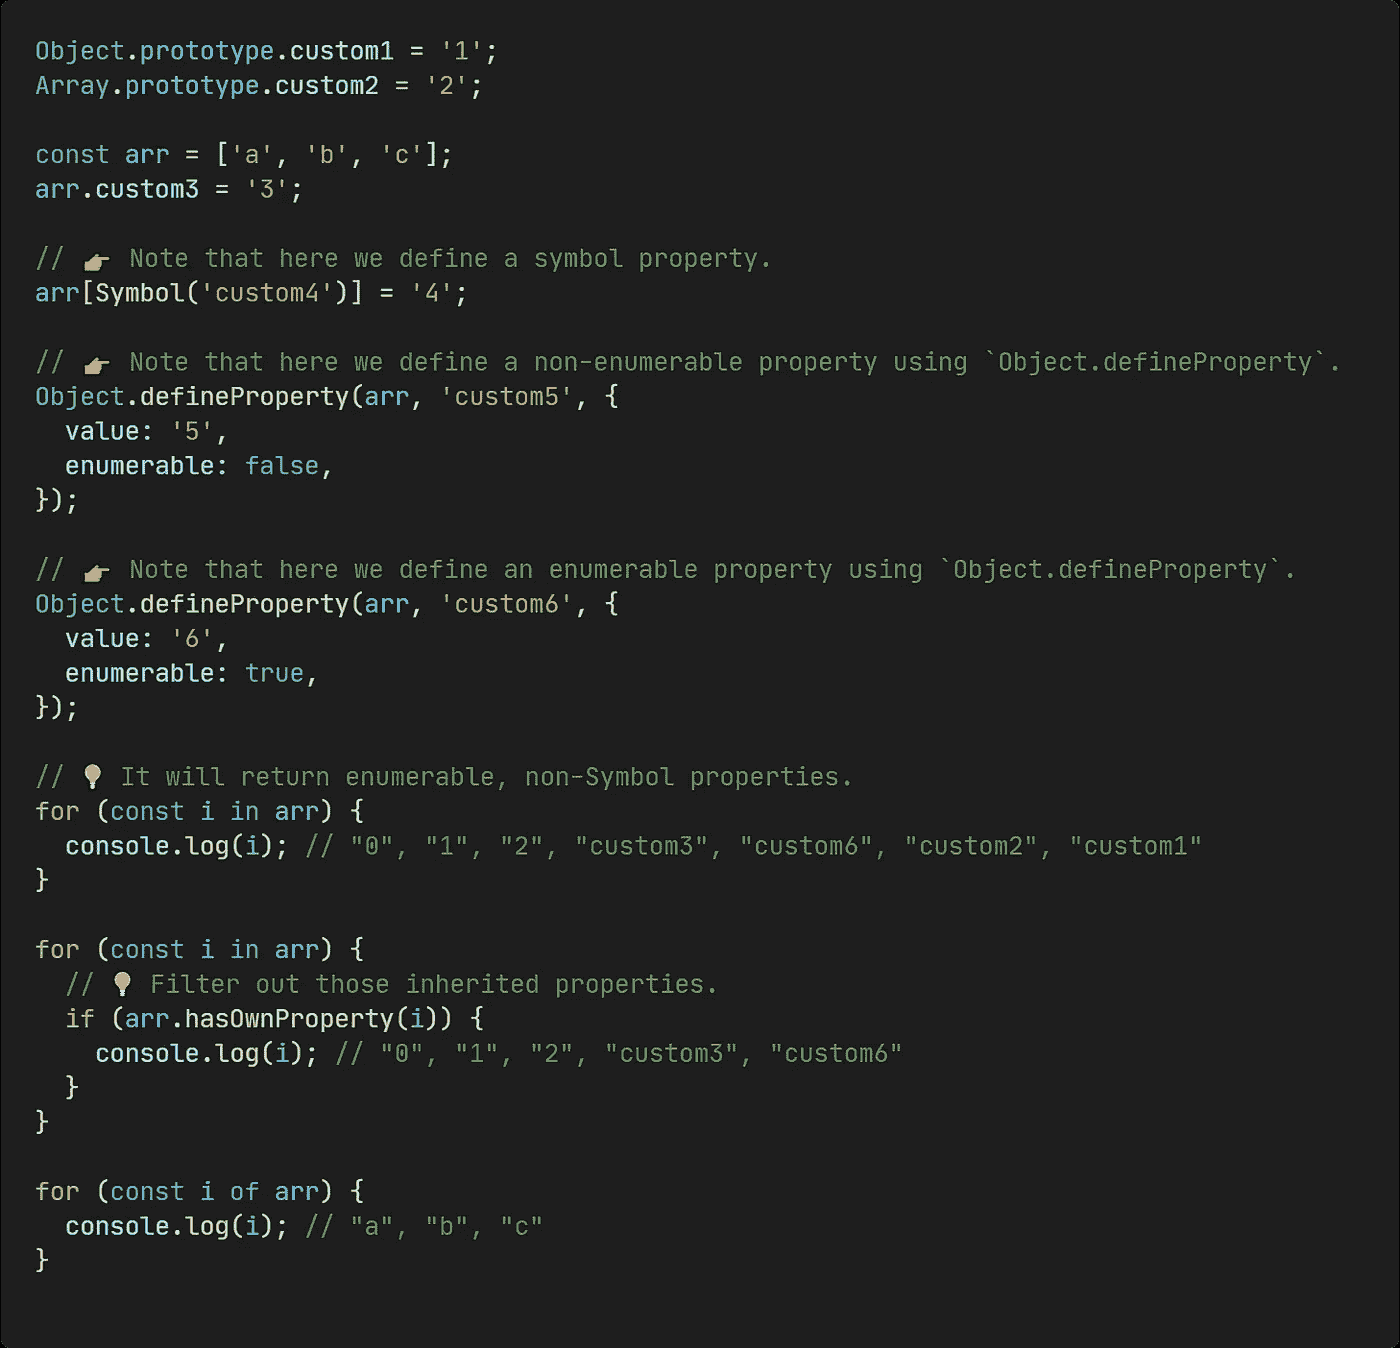 Object.prototype.custom1 = '1';
Array.prototype.custom2 = '2';
const arr = ['a', 'b', 'c'];
arr.custom3 = '3';
// 👉 Note that here we define a symbol property.
arr[Symbol('custom4')] = '4';
// 👉 Note that here we define a non-enumerable property using `Object.defineProperty`.
Object.defineProperty(arr, 'custom5', {
  value: '5',
  enumerable: false,
});
// 👉 Note that here we define an enumerable property using `Object.defineProperty`.
Object.defineProperty(arr, 'custom6', {
  value: '6',
  enumerable: true,
});
// 💡 It will return enumerable, non-Symbol properties.
for (const i in arr) {
  console.log(i); // "0", "1", "2", "custom3", "custom6", "custom2", "custom1"
}
for (const i in arr) {
  // 💡 Filter out those inherited properties.
  if (arr.hasOwnProperty(i)) {
    console.log(i); // "0", "1", "2", "custom3", "custom6"
  }
}
for (const i of arr) {
  console.log(i); // "a", "b", "c"
}